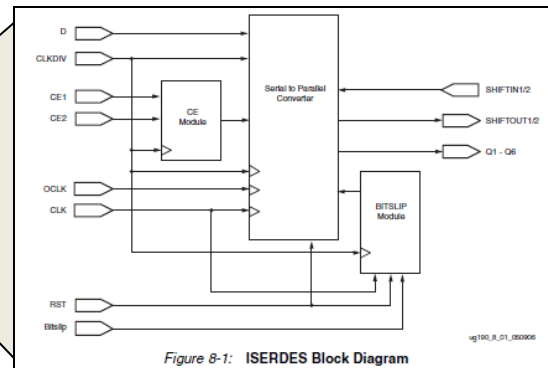 D
CLKDIV
CE1
CE2
CE
Module
Serial to Parallel
Converter
SHIFTIN1/2
SHIFTOUT1/2
Q1 - Q6
OCLK
CLK
BITSLIP
Module
RST
Bitslip
ug190_8_01_050906
Figure 8-1: ISERDES Block Diagram